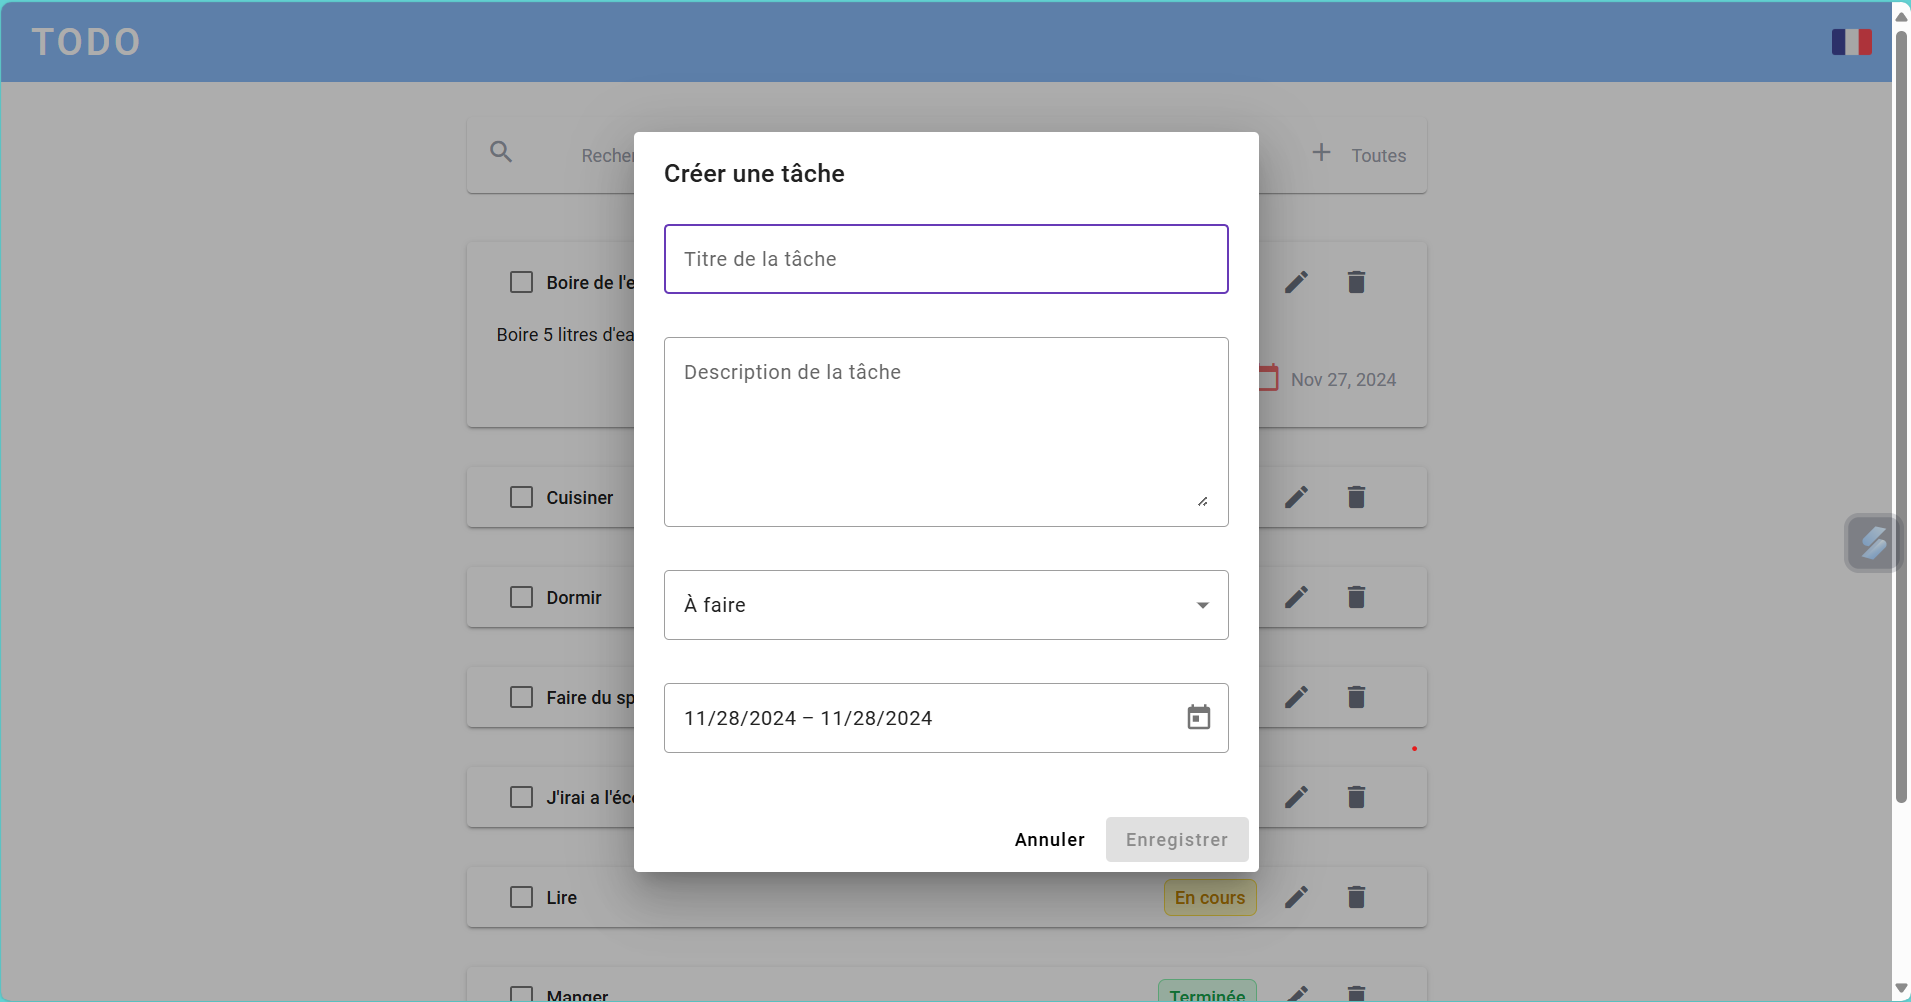 TODO
Recher
Toutes
Créer une tâche
Titre de la tâche
Boire de l'e
Boire 5 litres d'ea
Description de la tâche
Nov 27, 2024
Cuisiner
Dormir
À faire
Faire du sp
11/28/2024 – 11/28/2024
J'irai a l'éc
Annuler
Enregistrer
Lire
En cours
Manger
Terminée